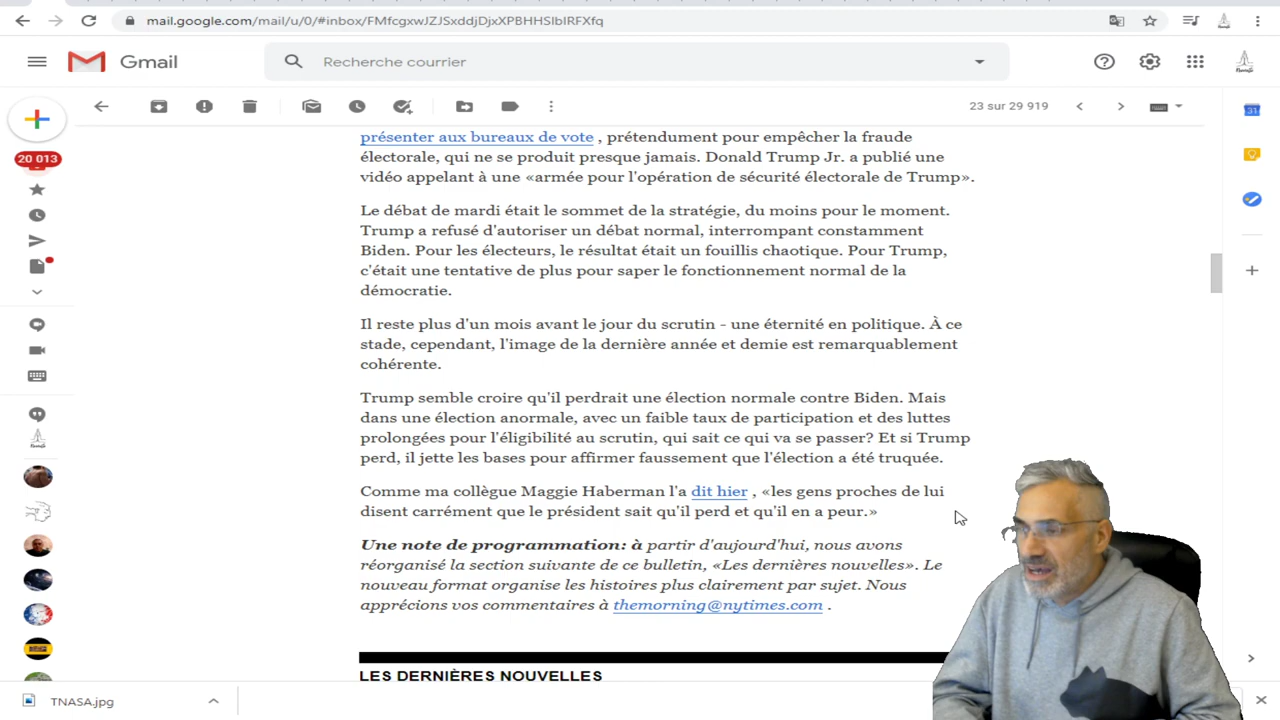 mail.google.com/mail/u/0/#inbox/FMfcgxwJZJSxddjDjxXPBHHSlblRFXfq
Gmail
Recherche courrier
23 sur 29 919
20 013
31
présenter aux bureaux de vote , prétendument pour empêcher la fraude
électorale, qui ne se produit presque jamais. Donald Trump Jr. a publié une
vidéo appelant à une «armée pour l'opération de sécurité électorale de Trump».
Le débat de mardi était le sommet de la stratégie, du moins pour le moment.
Trump a refusé d'autoriser un débat normal, interrompant constamment
Biden. Pour les électeurs, le résultat était un fouillis chaotique. Pour Trump,
c'était une tentative de plus pour saper le fonctionnement normal de la
démocratie.
Il reste plus d'un mois avant le jour du scrutin - une éternité en politique. À ce
stade, cependant, l'image de la dernière année et demie est remarquablement
cohérente.
Trump semble croire qu'il perdrait une élection normale contre Biden. Mais
dans une élection anormale, avec un faible taux de participation et des luttes
prolongées pour l'éligibilité au scrutin, qui sait ce qui va se passer? Et si Trump
perd, il jette les bases pour affirmer faussement que l'élection a été truquée.
Comme ma collègue Maggie Haberman l'a dit hier , «les gens proches de lui
disent carrément que le président sait qu'il perd et qu'il en a peur.»
Une note de programmation: à partir d'aujourd'hui, nous avons
réorganisé la section suivante de ce bulletin, «Les dernières nouvelles». Le
nouveau format organise les histoires plus clairement par sujet. Nous
apprécions vos commentaires à themorning@nytimes.com .
LES DERNIÈRES NOUVELLES
TNASA.jpg